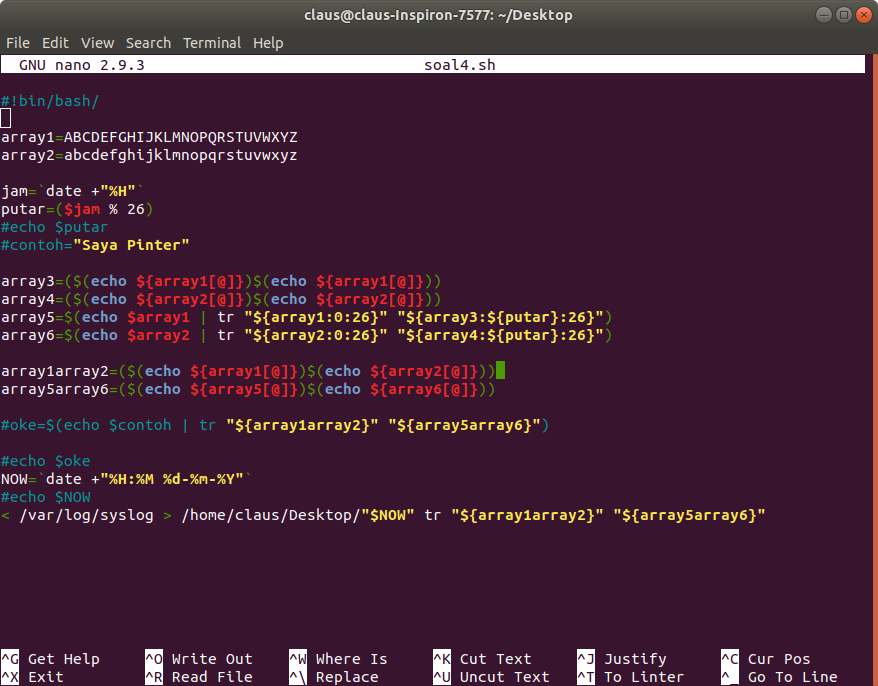 claus@claus-Inspiron-7577: ~/Desktop
File Edit View Search Terminal Help
GNU nano 2.9.3 soal4.sh
#!bin/bash/
array1=ABCDEFGHIJKLMNOPQRSTUVWXYZ
array2=abcdefghijklmnopqrstuvwxyz
jam=`date +"%H"`
putar=($jam % 26)
#echo $putar
#contoh="Saya Pinter"
array3=($(echo ${array1[@]})$(echo ${array1[@]}))
array4=($(echo ${array2[@]})$(echo ${array2[@]}))
array5=$(echo $array1 | tr "${array1:0:26}" "${array3:${putar}:26}")
array6=$(echo $array2 | tr "${array2:0:26}" "${array4:${putar}:26}")
array1array2=($(echo ${array1[@]})$(echo ${array2[@]}))
array5array6=($(echo ${array5[@]})$(echo ${array6[@]}))
#oke=$(echo $contoh | tr "${array1array2}" "${array5array6}")
#echo $oke
NOW=`date +"%H:%M %d-%m-%Y"`
#echo $NOW
< /var/log/syslog > /home/claus/Desktop/"$NOW" tr "${array1array2}" "${array5array6}"
^G Get Help ^O Write Out ^W Where Is ^K Cut Text ^J Justify ^C Cur Pos
^X Exit ^R Read File ^\ Replace ^U Uncut Text ^T To Linter ^_ Go To Line